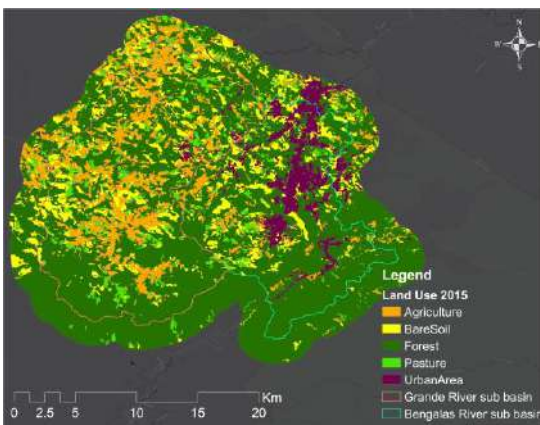 N
W
S
Legend
Land Use 2015
Agriculture
BareSoil
Forest
Pasture
UrbanArea
Grande River sub basin
Bengalas River sub basin
Km
0 2.5 5 10 15 20